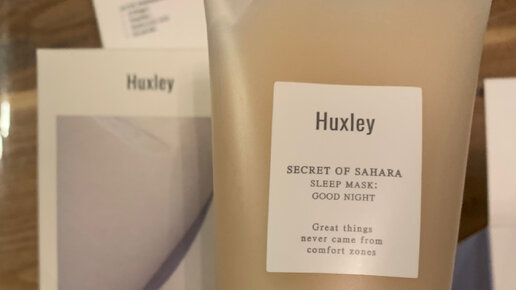 Huxley
Huxley
SECRET OF SAHARA
SLEEP MASK:
GOOD NIGHT
Great things
never came from
comfort zones